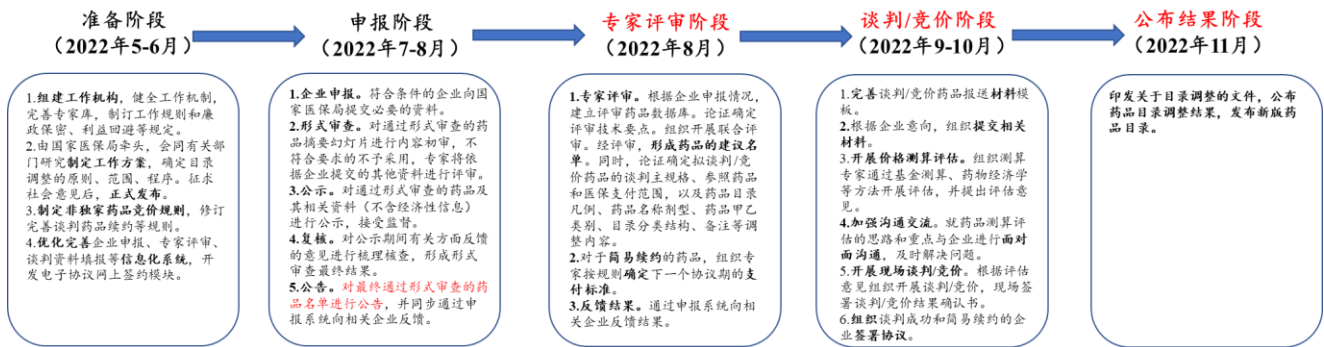 准备阶段
（2022年5-6月）
1.组建工作机构，健全工作机制，
完善专家库，制订工作规则和廉
政保密、利益回避等规定。
2.由国家医保局牵头，会同有关部
门研究制定工作方案，确定目录
调整的原则、范围、程序。征求
社会意见后，正式发布。
3.制定非独家药品竞价规则，修订
完善谈判药品续约等规则。
4.优化完善企业申报、专家评审、
谈判资料填报等信息化系统，开
发电子协议网上签约模块。
申报阶段
（2022年7-8月）
1.企业申报。符合条件的企业向国
家医保局提交必要的资料。
2.形式审查。对通过形式审查的药
品摘要幻灯片进行内容初审，不
符合要求的不予采用，专家将依
据企业提交的其他资料进行评审。
3.公示。对通过形式审查的药品及
其相关资料（不含经济性信息）
进行公示，接受监督。
4.复核。对公示期间有关方面反馈
的意见进行梳理核查，形成形式
审查最终结果。
5.公告。对最终通过形式审查的药
品名单进行公告，并同步通过申
报系统向相关企业反馈。
专家评审阶段
（2022年8月）
1.专家评审。根据企业申报情况，
建立评审药品数据库。论证确定
评审技术要点。组织开展联合评
审。经评审，形成药品的建议名
单。同时，论证确定拟谈判/竞
价药品的谈判主规格、参照药品
和医保支付范围，以及药品目录
凡例、药品名称剂型、药品甲乙
类别、目录分类结构、备注等调
整内容。
2.对于简易续约的药品，组织专
家按规则确定下一个协议期的支
付标准。
3.反馈结果。通过申报系统向相
关企业反馈结果。
谈判/竞价阶段
（2022年9-10月）
1.完善谈判/竞价药品报送材料模
板。
2.根据企业意向，组织提交相关
材料。
3.开展价格测算评估。组织测算
专家通过基金测算、药物经济学
等方法开展评估，并提出评估意
见。
4.加强沟通交流。就药品测算评
估的思路和重点与企业进行面对
面沟通，及时解决问题。
5.开展现场谈判/竞价。根据评估
意见组织开展谈判/竞价，现场签
署谈判/竞价结果确认书。
6.组织谈判成功和简易续约的企
业签署协议。
公布结果阶段
（2022年11月）
印发关于目录调整的文件，公布
药品目录调整结果，发布新版药
品目录。